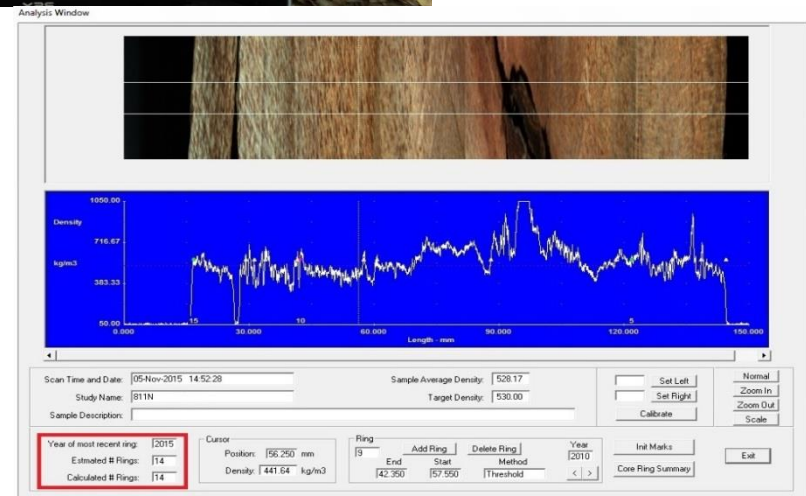 Analysis Window
1050.00
Density
716.67
kg/m3
383.33
50.00
15 10 5
0.000 30.000 60.000 90.000 120.000 150.000
Length - mm
Scan Time and Date: 05-Nov-2015 14:52:28
Study Name: 811N
Sample Description:
Sample Average Density: 528.17
Target Density: 530.00
Set Left
Set Right
Calibrate
Normal
Zoom In
Zoom Out
Scale
Year of most recent ring: 2015
Estmated # Rings: 14
Calculated # Rings: 14
Cursor
Position: 56.250 mm
Density: 441.64 kg/m3
Ring
9 Add Ring Delete Ring Year
2010
End Start Method
42.350 57.550 Threshold < >
Init Marks
Core Ring Summary
Exit